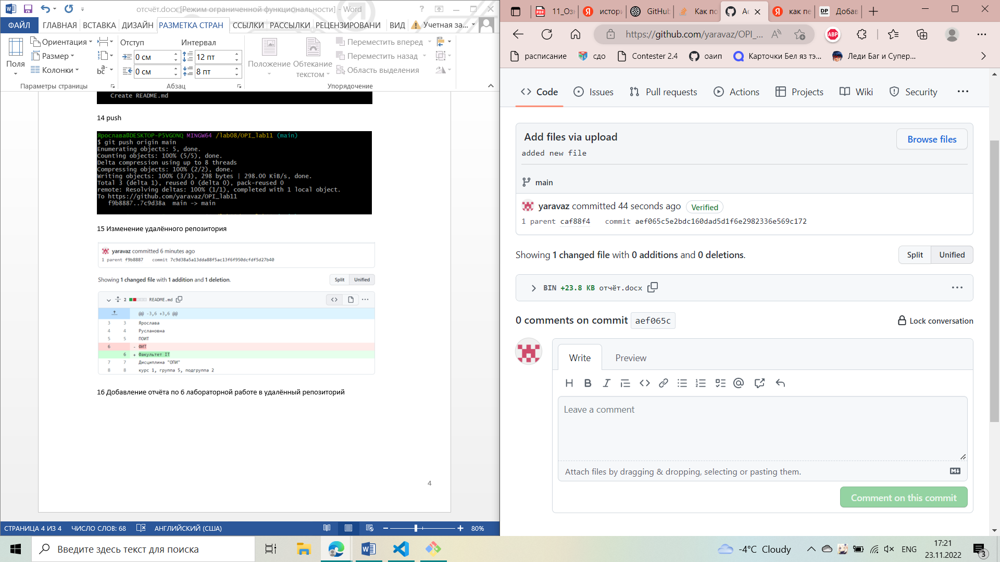 отсчёт.docx [Режим ограниченной функциональности] - Word
ФАЙЛ ГЛАВНАЯ ВСТАВКА ДИЗАЙН РАЗМЕТКА СТРАН ССЫЛКИ РАССЫЛКИ РЕЦЕНЗИРОВАНИ ВИД Учетная за...
Поля
Ориентация
Размер
Колонки
Параметры страницы
Отступ
0 см
0 см
Интервал
12 пт
8 пт
Абзац
Положение
Обтекание текстом
Переместить вперед
Переместить назад
Область выделения
Упорядочение
Create README.md
14 push
Ярослава@DESKTOP-P5VGONQ MINGW64 /lab08/OPI_lab11 (main)
$ git push origin main
Enumerating objects: 5, done.
Counting objects: 100% (5/5), done.
Delta compression using up to 8 threads
Compressing objects: 100% (2/2), done.
Writing objects: 100% (3/3), 298 bytes | 298.00 KiB/s, done.
Total 3 (delta 1), reused 0 (delta 0), pack-reused 0
remote: Resolving deltas: 100% (1/1), completed with 1 local object.
To https://github.com/yaravaz/OPI_lab11
f9b8887..7c9d38a main -> main
15 Изменение удалённого репозитория
yaravaz committed 6 minutes ago
1 parent f9b8887 commit 7c9d38a5a13dda88f5ac13f6f950dcfdf5d27b40
Showing 1 changed file with 1 addition and 1 deletion.
Split Unified
2 README.md
@@ -3,6 +3,6 @@
3 3 Ярослава
4 4 Руслановна
5 5 ПОИТ
6 - ФИТ
6 + Факультет IT
7 7 Дисциплина "ОПИ"
8 8 курс 1, группа 5, подгруппа 2
16 Добавление отчёта по 6 лабораторной работе в удалённый репозиторий
4
СТРАНИЦА 4 ИЗ 4 ЧИСЛО СЛОВ: 68 АНГЛИЙСКИЙ (США) 80%
11_Озн истори GitHub Как по Ac как пе DP Добав
https://github.com/yaravaz/OPI_...
ABP
расписание сдо Contester 2.4 оаип Карточки Бел яз тэ... Леди Баг и Супер...
Code Issues Pull requests Actions Projects Wiki Security
Add files via upload
Browse files
added new file
main
yaravaz committed 44 seconds ago Verified
1 parent caf88f4 commit aef065c5e2bdc160dad5d1f6e2982336e569c172
Showing 1 changed file with 0 additions and 0 deletions.
Split Unified
BIN +23.8 KB отчёт.docx
0 comments on commit aef065c
Lock conversation
Write Preview
Leave a comment
Attach files by dragging & dropping, selecting or pasting them.
Comment on this commit
Введите здесь текст для поиска
-4°C Cloudy
ENG
17:21
23.11.2022
3